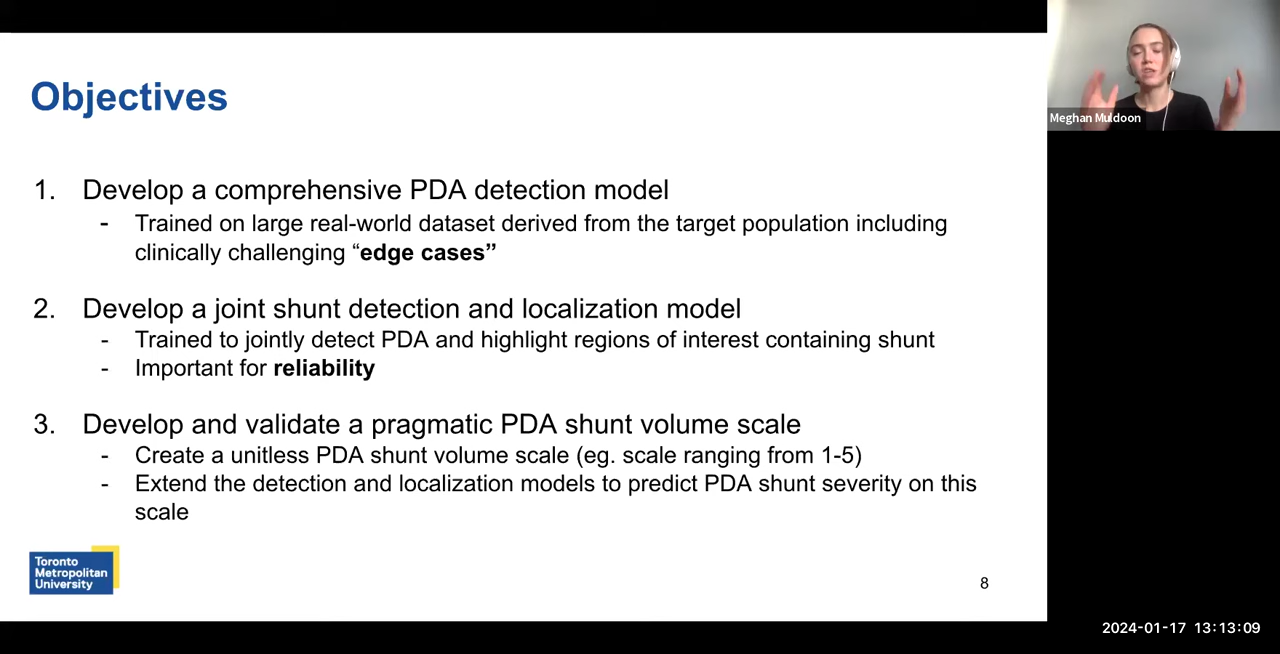 Objectives
1. Develop a comprehensive PDA detection model
- Trained on large real-world dataset derived from the target population including
clinically challenging “edge cases”
2. Develop a joint shunt detection and localization model
- Trained to jointly detect PDA and highlight regions of interest containing shunt
- Important for reliability
3. Develop and validate a pragmatic PDA shunt volume scale
- Create a unitless PDA shunt volume scale (eg. scale ranging from 1-5)
- Extend the detection and localization models to predict PDA shunt severity on this
scale
Toronto
Metropolitan
University
8
Meghan Muldoon
2024-01-17 13:13:09